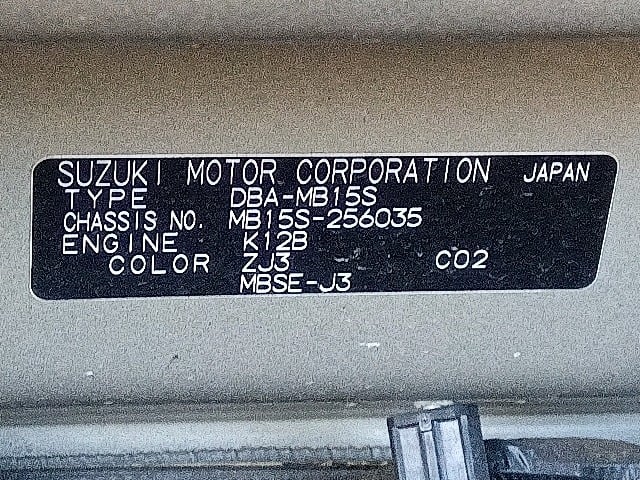 SUZUKI MOTOR CORPORATION JAPAN
TYPE DBA-MB15S
CHASSIS NO. MB15S-256035
ENGINE K12B
COLOR ZJ3 C02
MBSE-J3